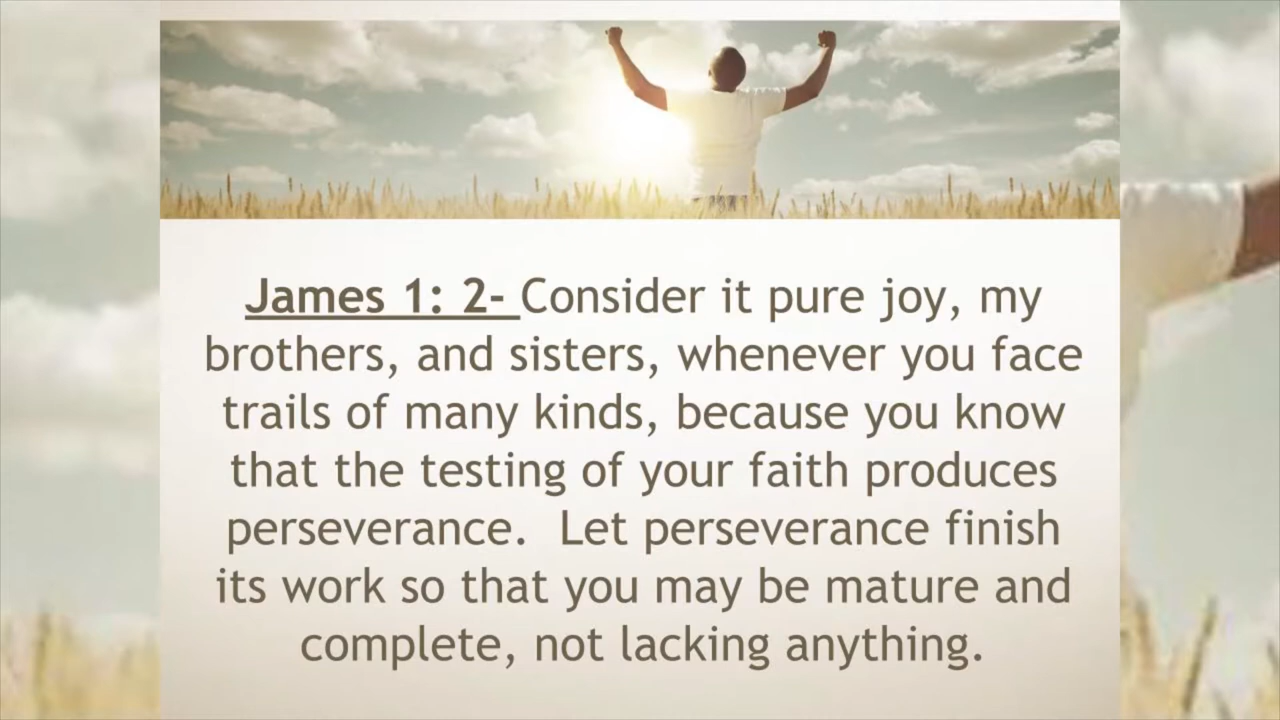 James 1: 2- Consider it pure joy, my
brothers, and sisters, whenever you face
trails of many kinds, because you know
that the testing of your faith produces
perseverance.  Let perseverance finish
its work so that you may be mature and
complete, not lacking anything.